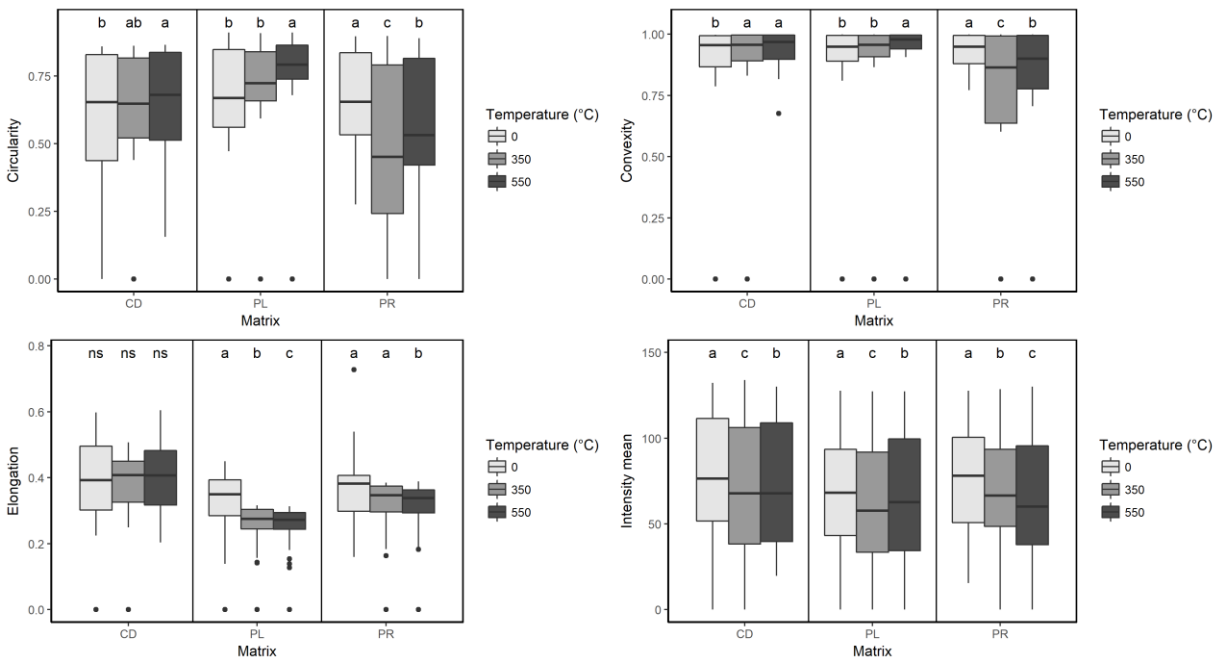 b ab a b b a a c b
Circularity
0.75
0.50
0.25
0.00
CD PL PR
Matrix
Temperature (°C)
0
350
550
b a a b b a a c b
Convexity
1.00
0.75
0.50
0.25
0.00
CD PL PR
Matrix
Temperature (°C)
0
350
550
ns ns ns a b c a a b
Elongation
0.8
0.6
0.4
0.2
0.0
CD PL PR
Matrix
Temperature (°C)
0
350
550
a c b a c b a b c
Intensity mean
150
100
50
0
CD PL PR
Matrix
Temperature (°C)
0
350
550